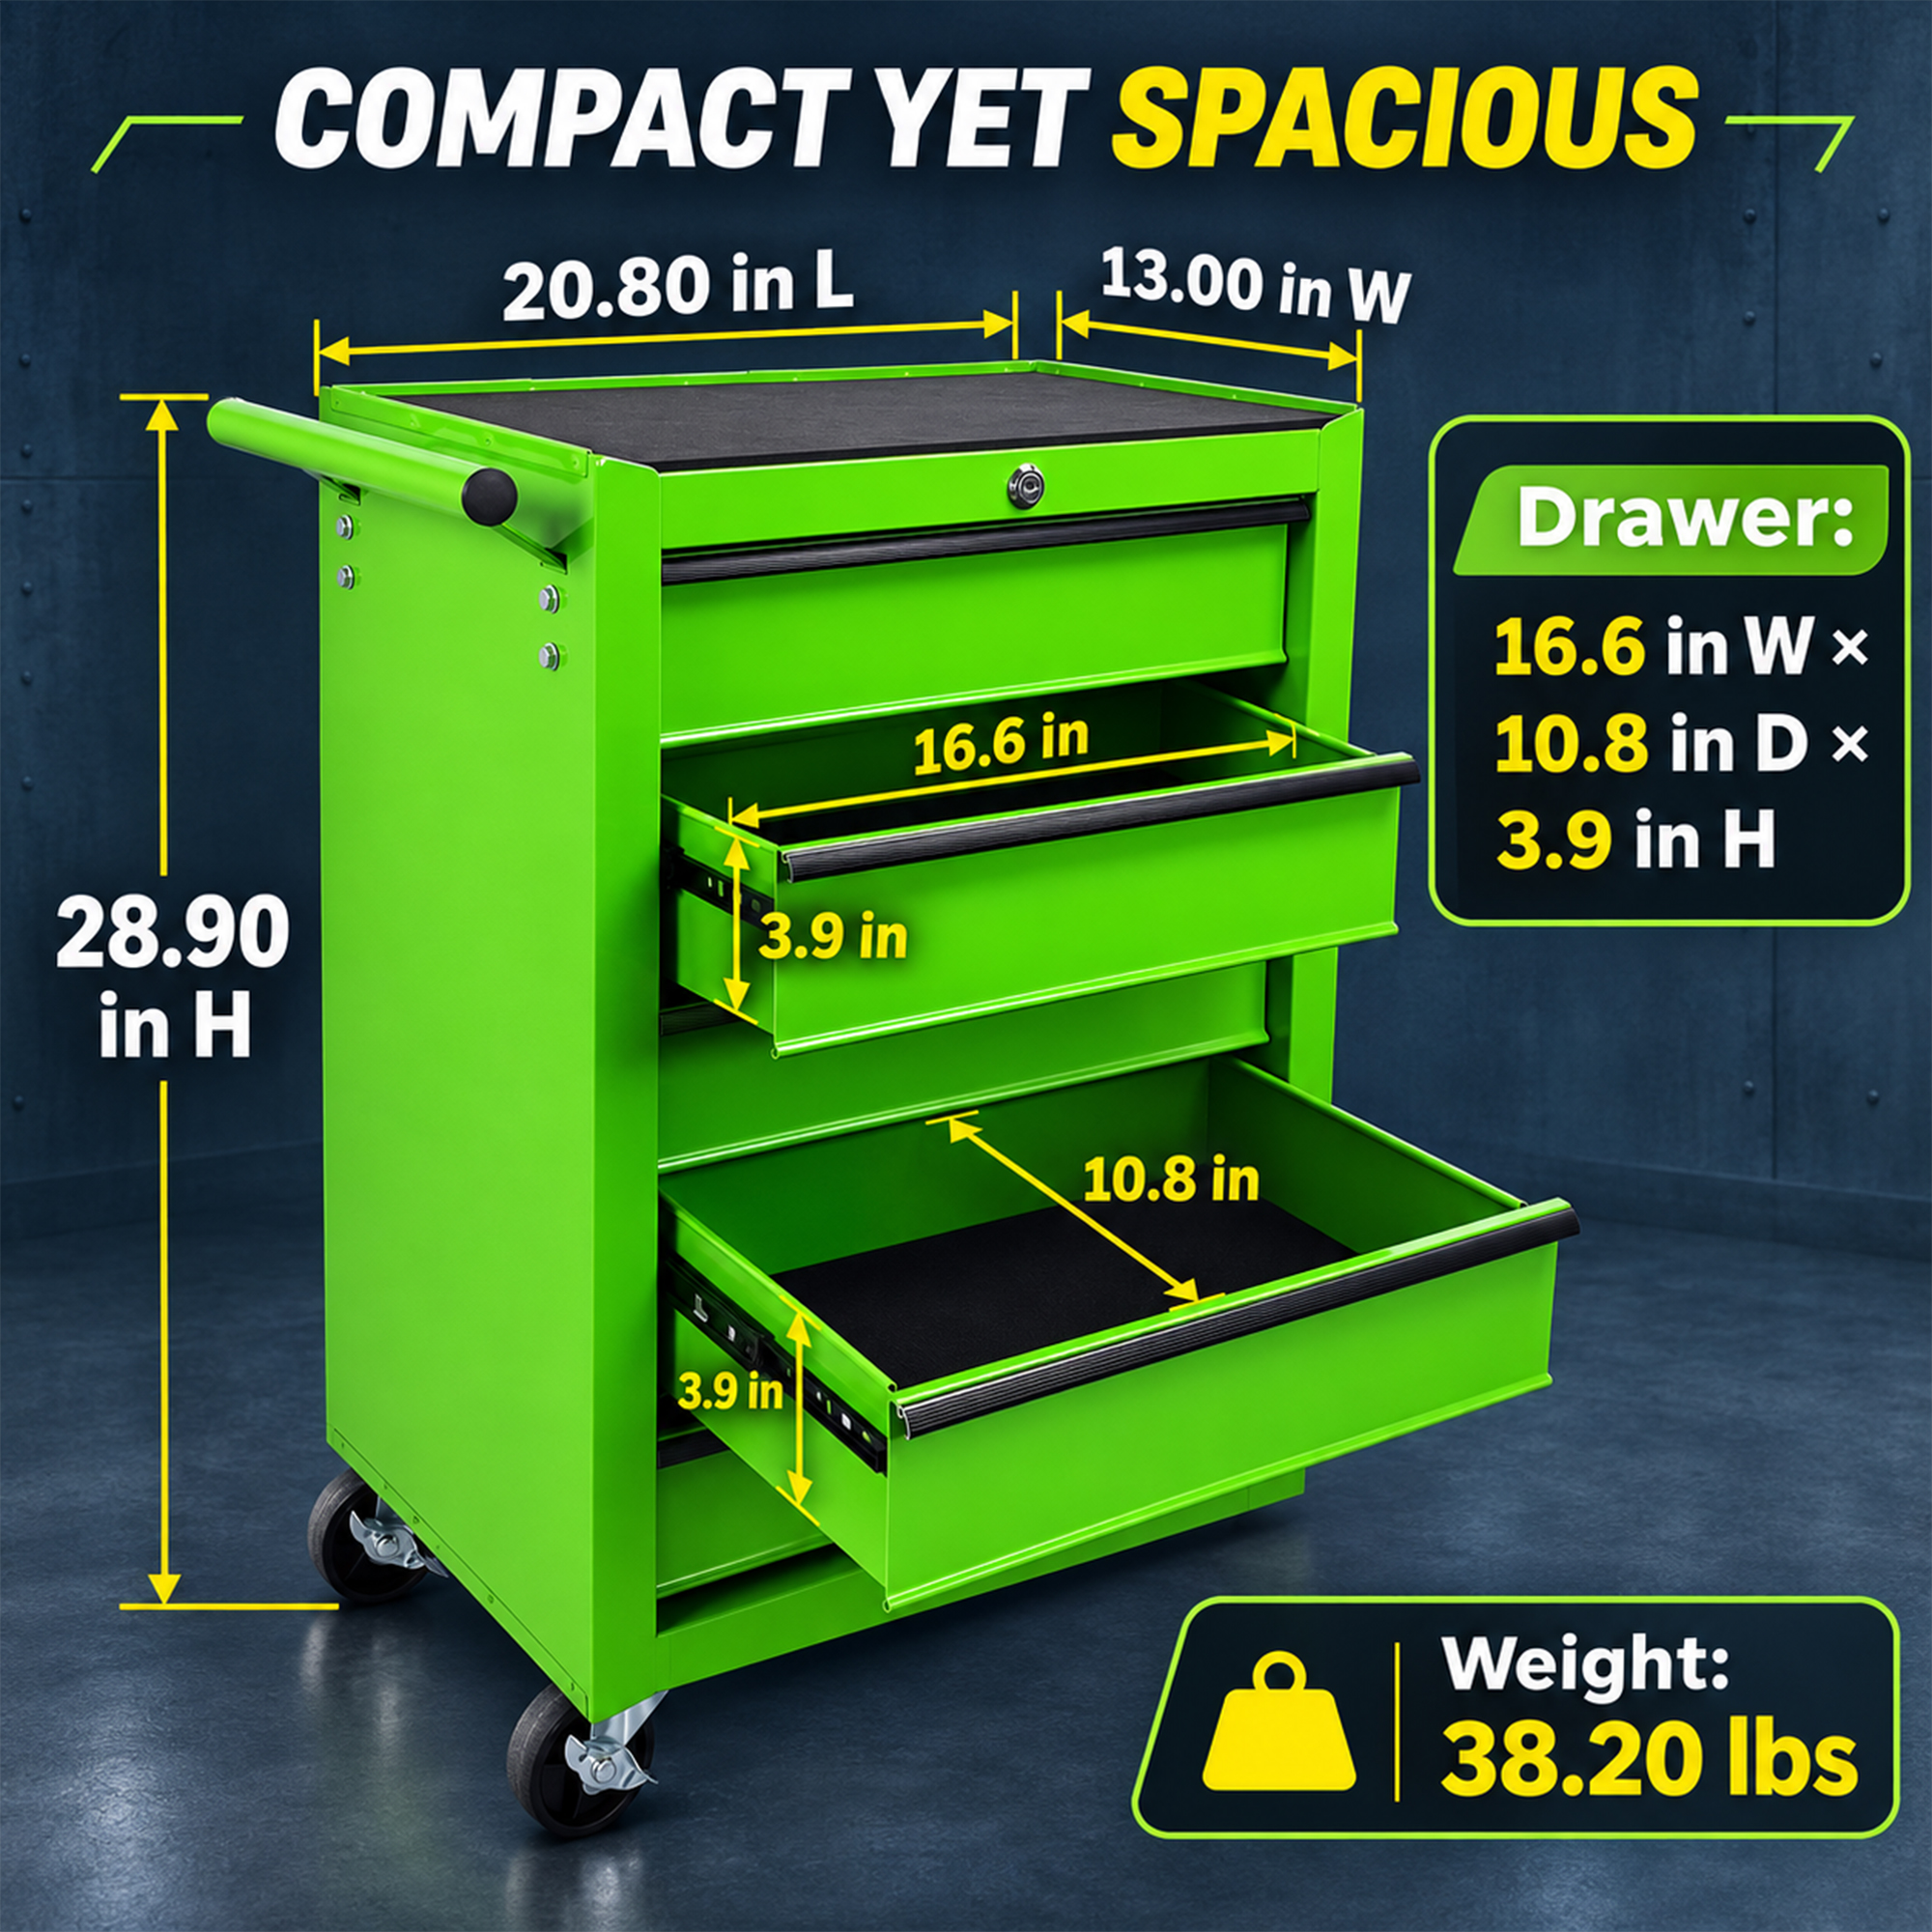 COMPACT YET SPACIOUS
20.80 in L
13.00 in W
Drawer:
16.6 in W ×
10.8 in D ×
3.9 in H
16.6 in
3.9 in
28.90
in H
10.8 in
3.9 in
Weight:
38.20 lbs